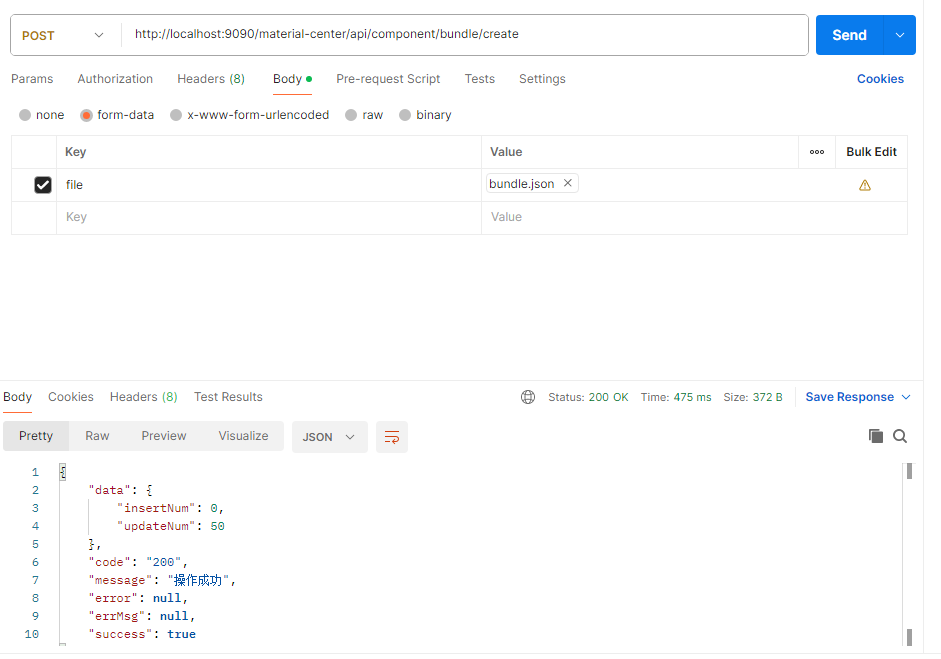 POST http://localhost:9090/material-center/api/component/bundle/create Send
Params Authorization Headers (8) Body Pre-request Script Tests Settings Cookies
none form-data x-www-form-urlencoded raw binary
Key Value Bulk Edit
file bundle.json
Key Value
Body Cookies Headers (8) Test Results Status: 200 OK Time: 475 ms Size: 372 B Save Response
Pretty Raw Preview Visualize JSON
1 {
2 "data": {
3 "insertNum": 0,
4 "updateNum": 50
5 },
6 "code": "200",
7 "message": "操作成功",
8 "error": null,
9 "errMsg": null,
10 "success": true